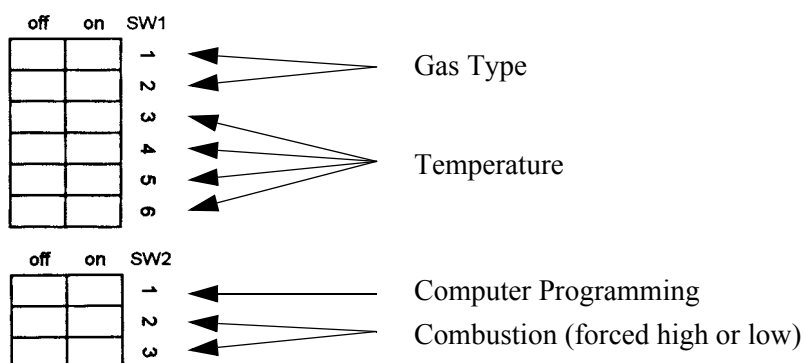 off on SW1
1
2
Gas Type
3
4
Temperature
5
6
off on SW2
1
Computer Programming
2
Combustion (forced high or low)
3